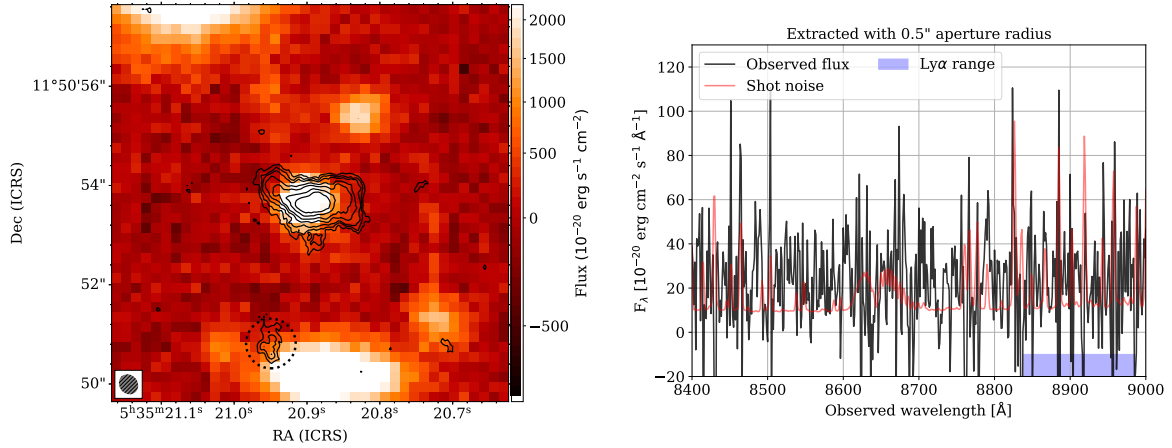 11°50'56"
54"
52"
50"
Dec (ICRS)
5ʰ35ᵐ21.1ˢ
21.0ˢ
20.9ˢ
20.8ˢ
20.7ˢ
RA (ICRS)
2000
1500
1000
500
0
−500
Flux (10⁻²⁰ erg s⁻¹ cm⁻²)
Extracted with 0.5" aperture radius
Observed flux
Shot noise
Lyα range
120
100
80
60
40
20
0
−20
F_λ [10⁻²⁰ erg cm⁻² s⁻¹ Å⁻¹]
8400
8500
8600
8700
8800
8900
9000
Observed wavelength [Å]